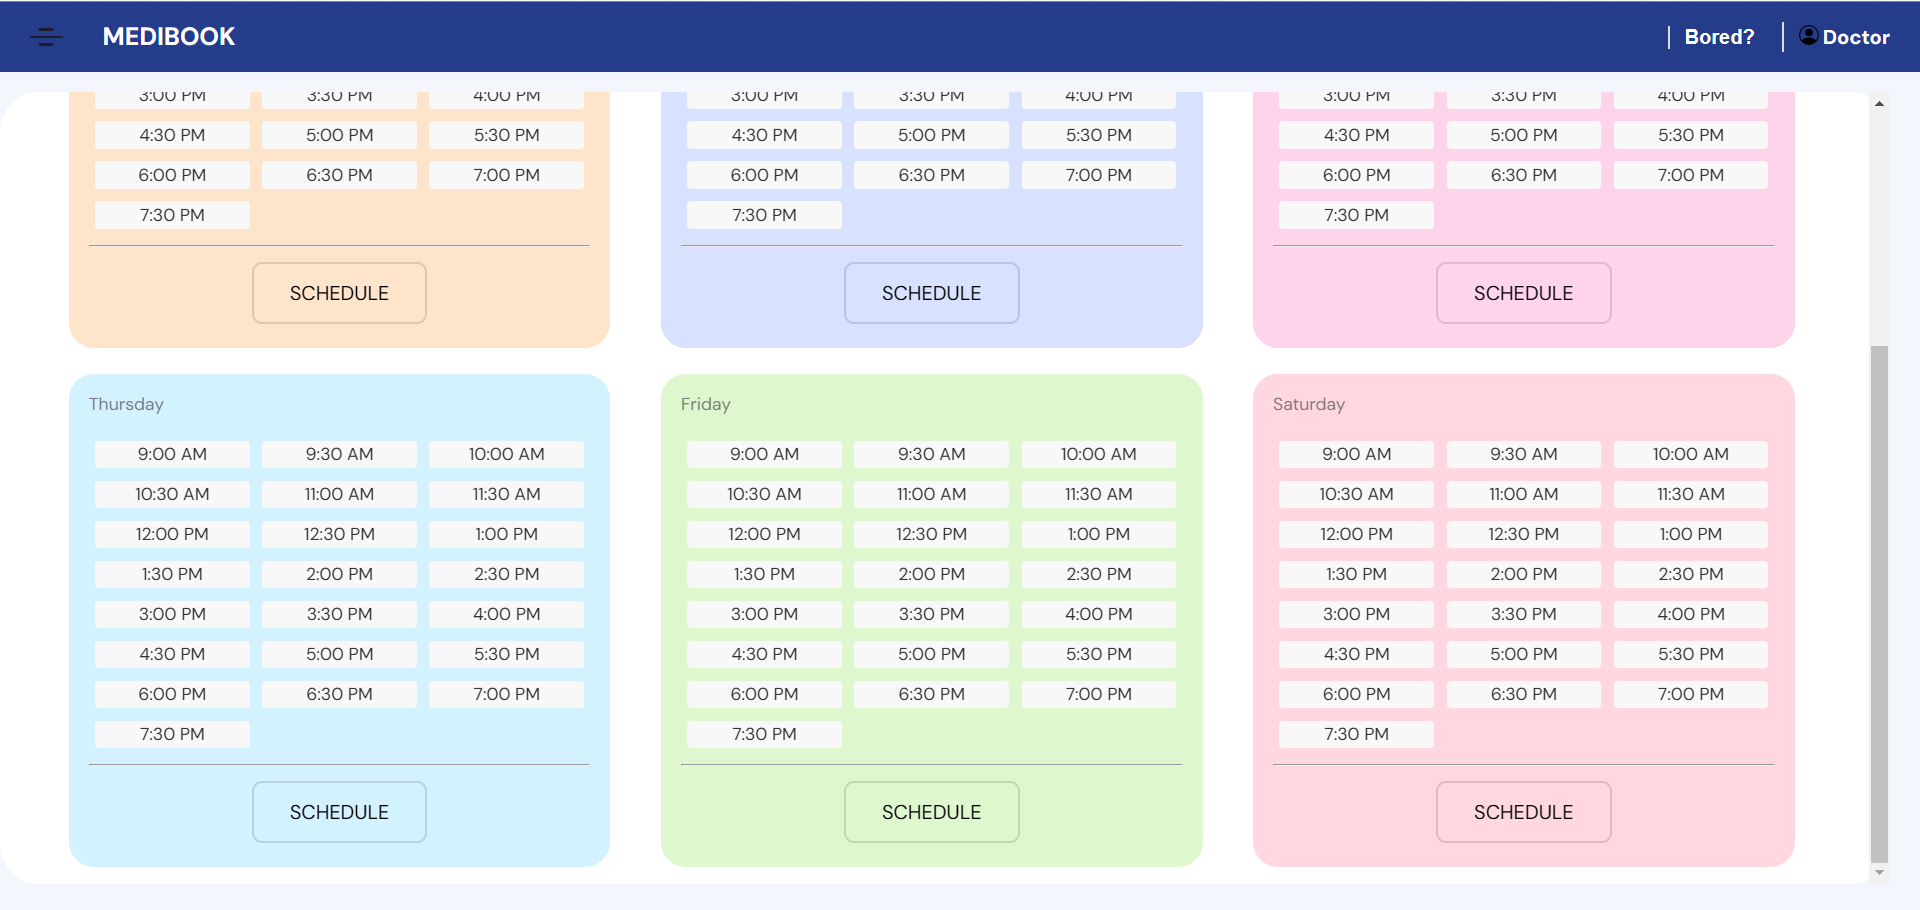 MEDIBOOK
Bored?
Doctor
3:00 PM 3:30 PM 4:00 PM
4:30 PM 5:00 PM 5:30 PM
6:00 PM 6:30 PM 7:00 PM
7:30 PM
SCHEDULE
3:00 PM 3:30 PM 4:00 PM
4:30 PM 5:00 PM 5:30 PM
6:00 PM 6:30 PM 7:00 PM
7:30 PM
SCHEDULE
3:00 PM 3:30 PM 4:00 PM
4:30 PM 5:00 PM 5:30 PM
6:00 PM 6:30 PM 7:00 PM
7:30 PM
SCHEDULE
Thursday
9:00 AM 9:30 AM 10:00 AM
10:30 AM 11:00 AM 11:30 AM
12:00 PM 12:30 PM 1:00 PM
1:30 PM 2:00 PM 2:30 PM
3:00 PM 3:30 PM 4:00 PM
4:30 PM 5:00 PM 5:30 PM
6:00 PM 6:30 PM 7:00 PM
7:30 PM
SCHEDULE
Friday
9:00 AM 9:30 AM 10:00 AM
10:30 AM 11:00 AM 11:30 AM
12:00 PM 12:30 PM 1:00 PM
1:30 PM 2:00 PM 2:30 PM
3:00 PM 3:30 PM 4:00 PM
4:30 PM 5:00 PM 5:30 PM
6:00 PM 6:30 PM 7:00 PM
7:30 PM
SCHEDULE
Saturday
9:00 AM 9:30 AM 10:00 AM
10:30 AM 11:00 AM 11:30 AM
12:00 PM 12:30 PM 1:00 PM
1:30 PM 2:00 PM 2:30 PM
3:00 PM 3:30 PM 4:00 PM
4:30 PM 5:00 PM 5:30 PM
6:00 PM 6:30 PM 7:00 PM
7:30 PM
SCHEDULE